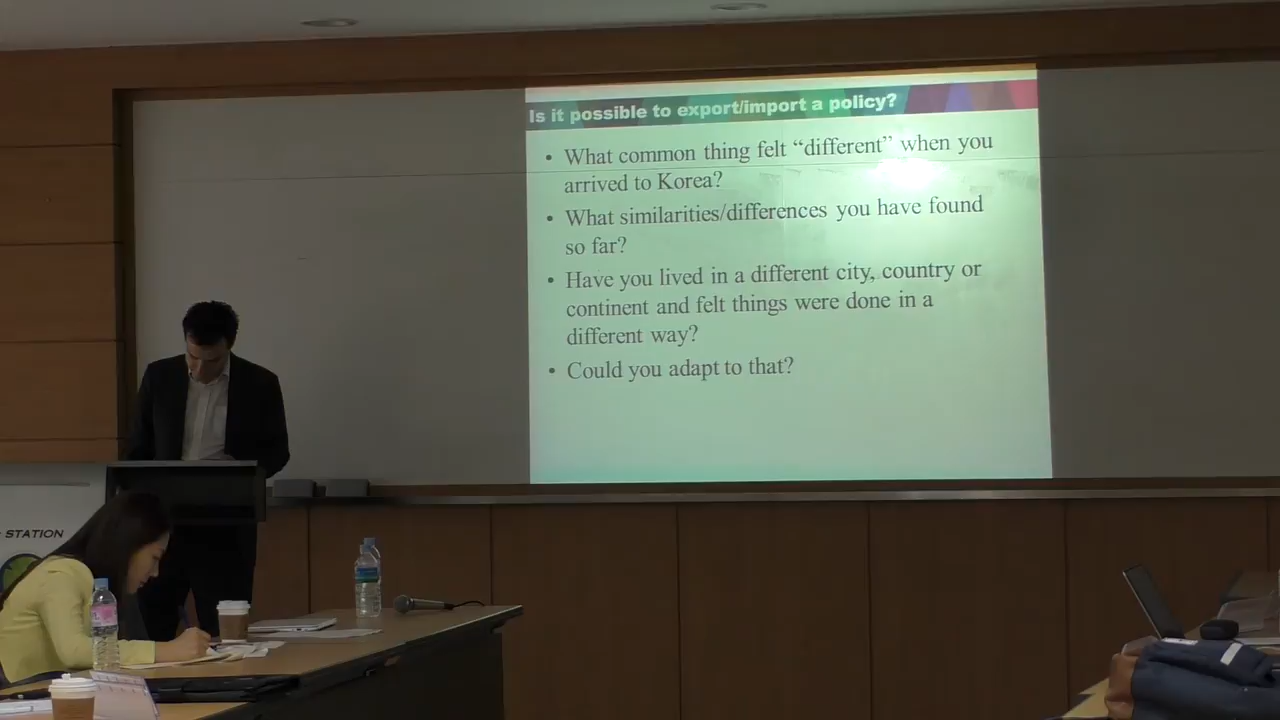 Is it possible to export/import a policy?
• What common thing felt “different” when you
arrived to Korea?
• What similarities/differences you have found
so far?
• Have you lived in a different city, country or
continent and felt things were done in a
different way?
• Could you adapt to that?
STATION